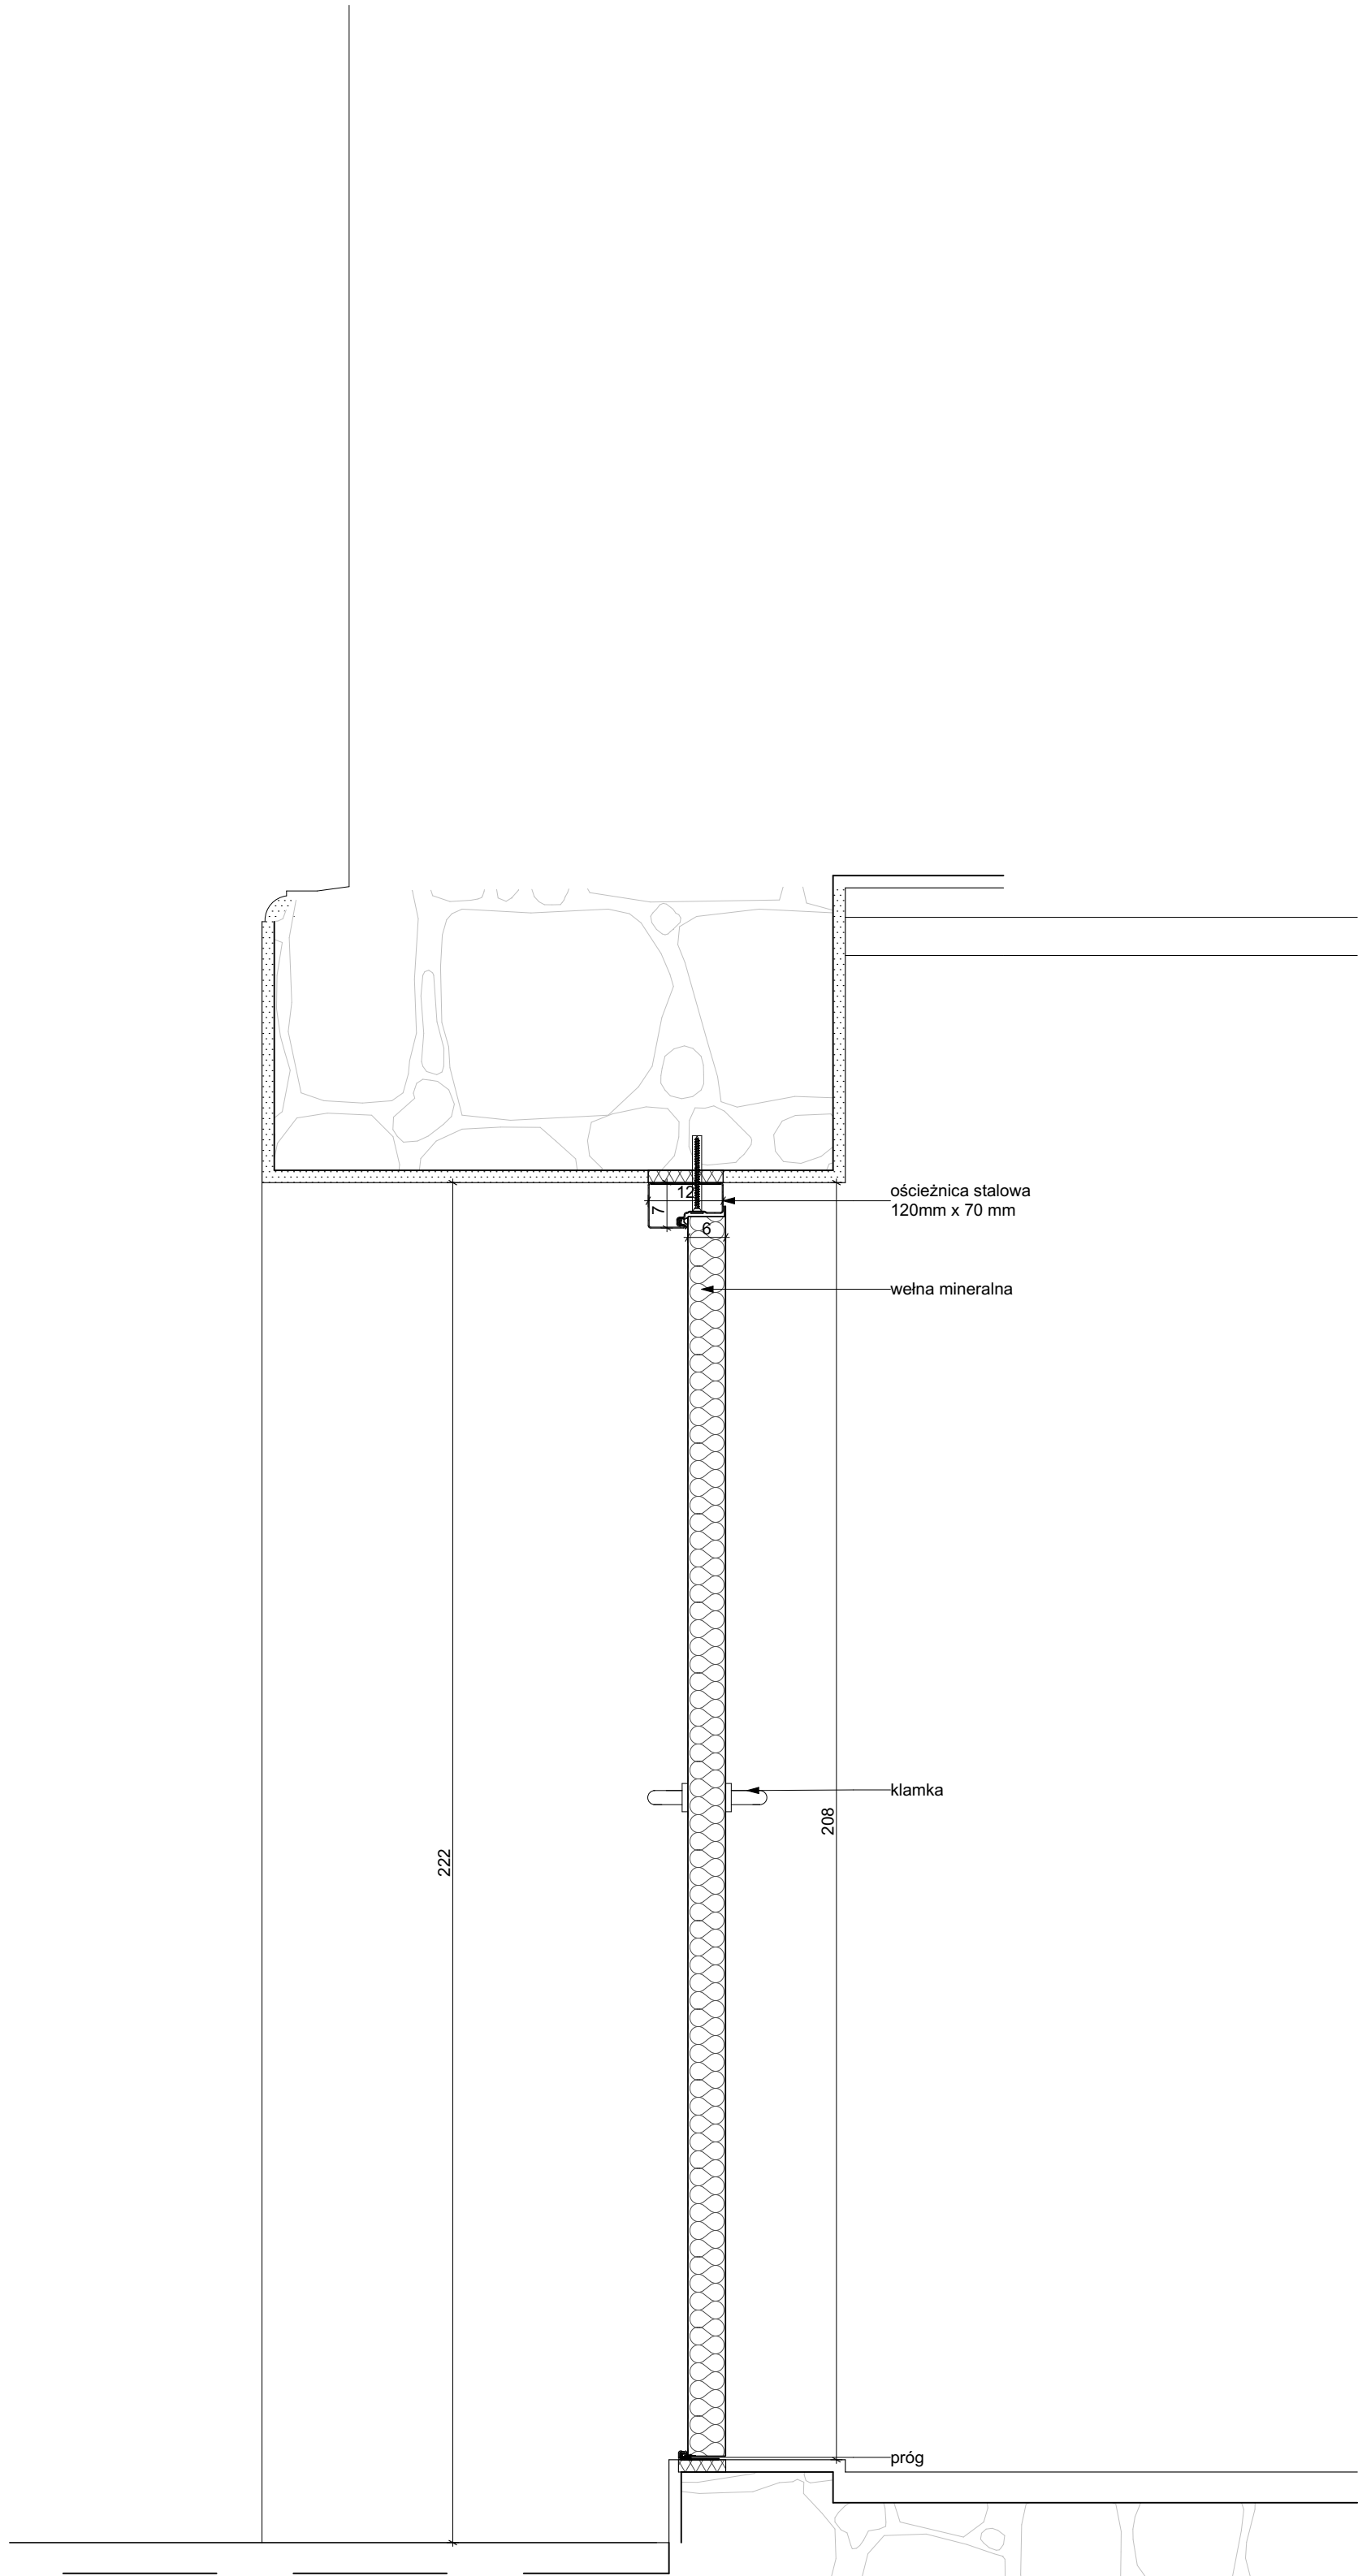 ościeżnica stalowa
120mm x 70 mm
12
7
6
wełna mineralna
klamka
208
222
próg